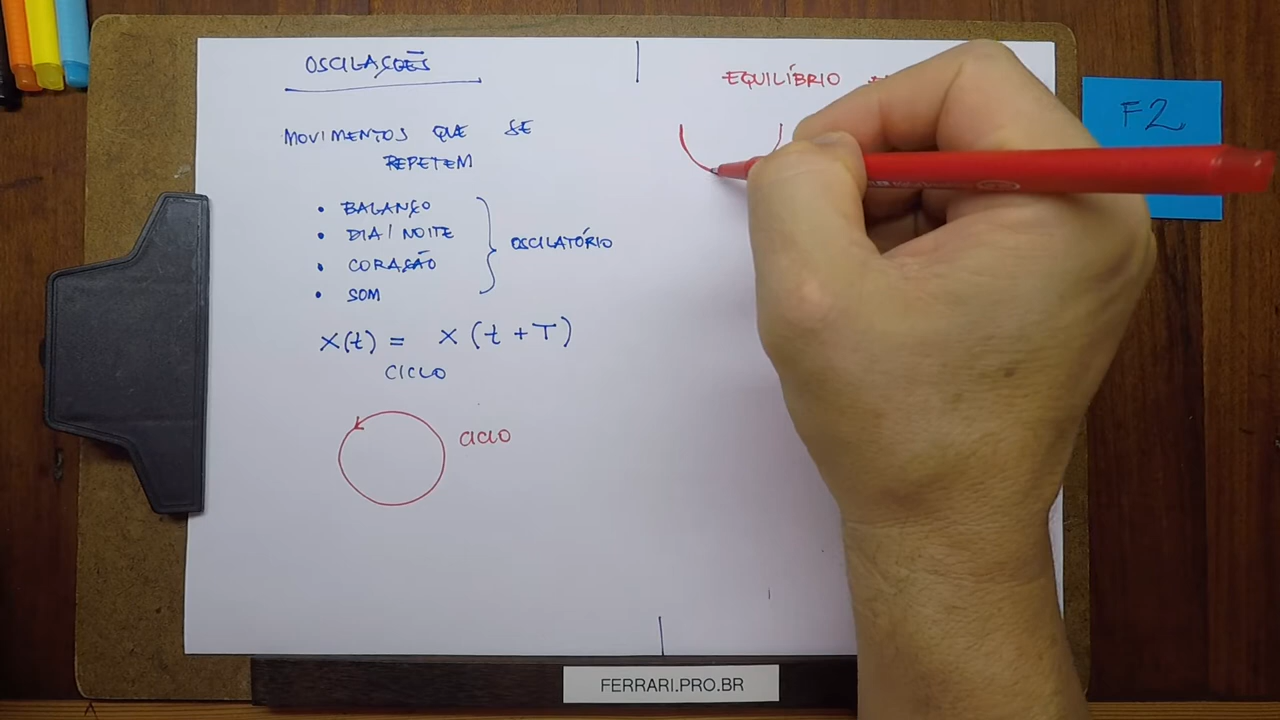 OSCILAÇÕES
MOVIMENTOS QUE SE
REPETEM
• BALANÇO
• DIA/NOITE
• CORAÇÃO
• SOM
OSCILATÓRIO
X(t) = X(t+T)
CICLO
CICLO
EQUILÍBRIO
F2
FERRARI.PRO.BR